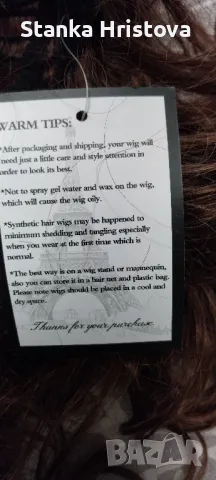 Stanka Hristova
WARM TIPS:
*After packaging and shipping, your wig will
need just a little care and style attention in
order to look its best.
*Not to spray gel water and wax on the wig,
which will cause the wig oily.
*Synthetic hair wigs may be happened to
minimum shedding and tangling especially
when you wear at the first time which is
normal.
*The best way is on a wig stand or mannequin,
also you can store it in a hair net and plastic bag.
Please note wigs should be placed in a cool and
dry space.
Thanks for your purchase
BAZAR